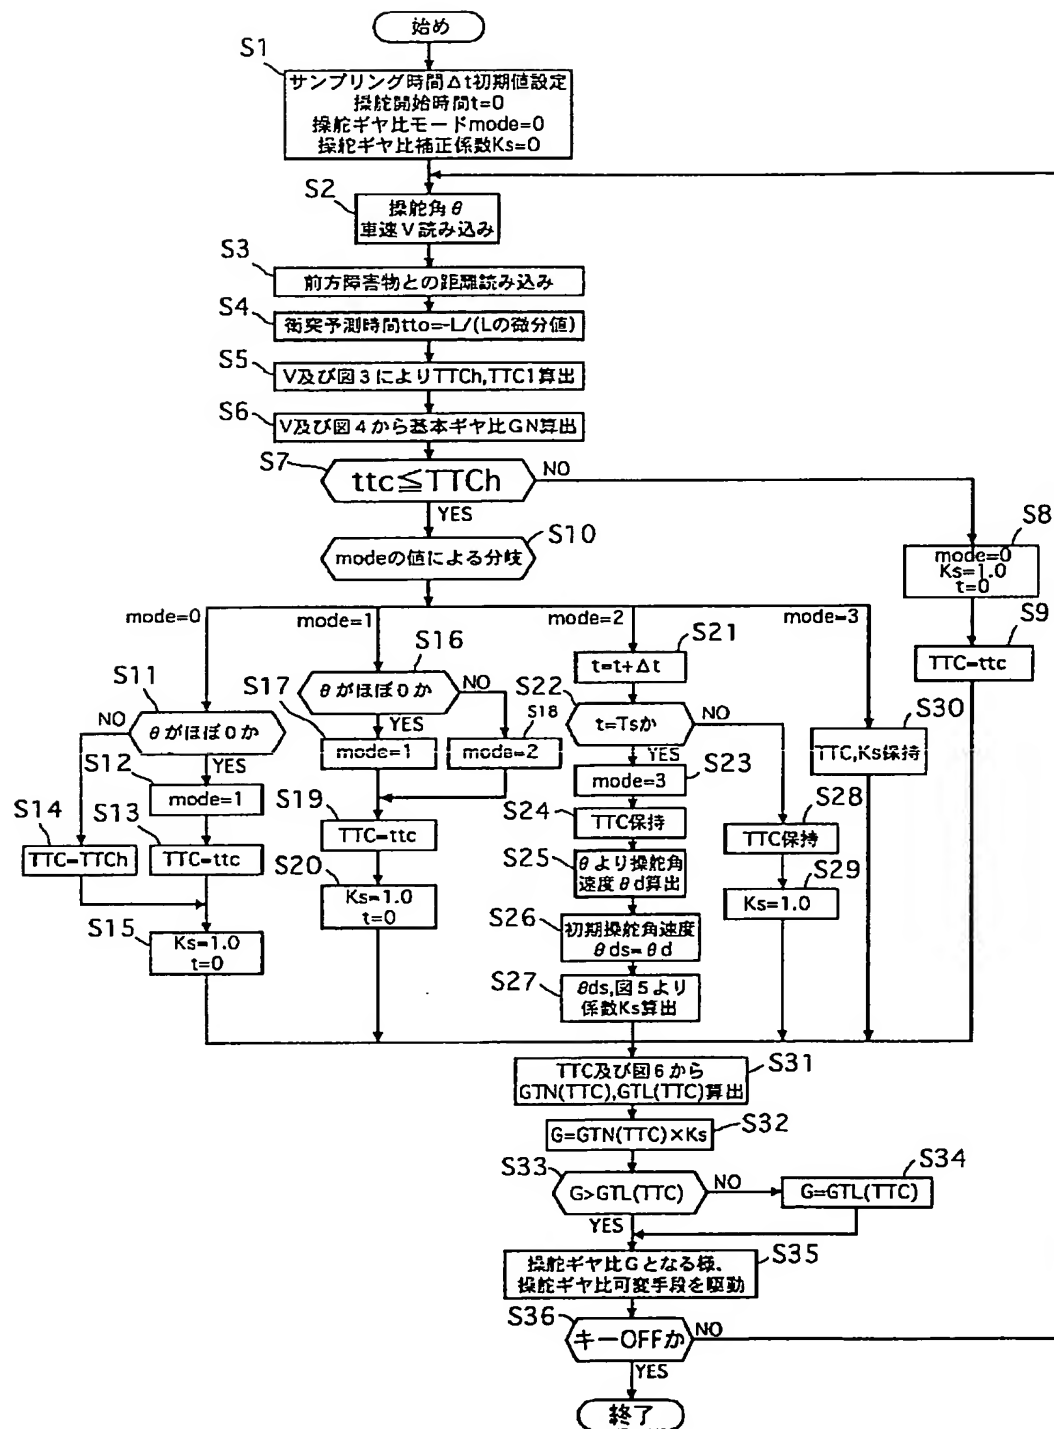 始め
S1
サンプリング時間Δt初期値設定
操舵開始時間t=0
操舵ギヤ比モードmode=0
操舵ギヤ比補正係数Ks=0
S2
操舵角θ
車速V読み込み
S3
前方障害物との距離読み込み
S4
衝突予測時間tto=-L/(Lの微分値)
S5
V及び図3によりTTCh,TTC1算出
S6
V及び図4から基本ギヤ比GN算出
S7
ttc≦TTCh
NO
YES
S8
mode=0
Ks=1.0
t=0
S9
TTC=ttc
S10
modeの値による分岐
mode=0
mode=1
mode=2
mode=3
S11
θがほぼ0か
NO
YES
S12
mode=1
S13
TTC=ttc
S14
TTC=TTCh
S15
Ks=1.0
t=0
S16
θがほぼ0か
NO
YES
S17
mode=1
S18
mode=2
S19
TTC=ttc
S20
Ks=1.0
t=0
S21
t=t+Δt
S22
t=Tsか
NO
YES
S23
mode=3
S24
TTC保持
S25
θより操舵角
速度θd算出
S26
初期操舵角速度
θds=θd
S27
θds,図5より
係数Ks算出
S28
TTC保持
S29
Ks=1.0
S30
TTC,Ks保持
S31
TTC及び図6から
GTN(TTC),GTL(TTC)算出
S32
G=GTN(TTC)×Ks
S33
G>GTL(TTC)
NO
YES
S34
G=GTL(TTC)
S35
操舵ギヤ比Gとなる様、
操舵ギヤ比可変手段を駆動
S36
キーOFFか
NO
YES
終了